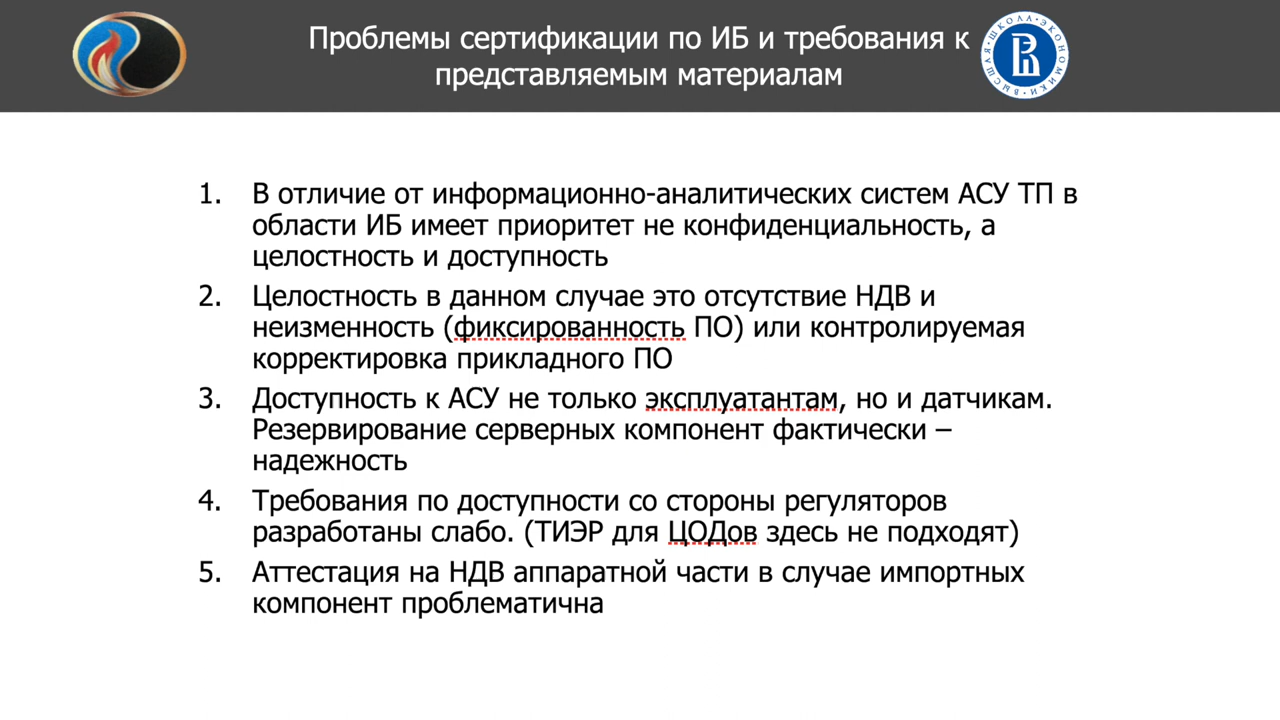 Проблемы сертификации по ИБ и требования к
представляемым материалам
ВЫСШАЯ ШКОЛА ЭКОНОМИКИ
1. В отличие от информационно-аналитических систем АСУ ТП в
области ИБ имеет приоритет не конфиденциальность, а
целостность и доступность
2. Целостность в данном случае это отсутствие НДВ и
неизменность (фиксированность ПО) или контролируемая
корректировка прикладного ПО
3. Доступность к АСУ не только эксплуатантам, но и датчикам.
Резервирование серверных компонент фактически –
надежность
4. Требования по доступности со стороны регуляторов
разработаны слабо. (ТИЭР для ЦОДов здесь не подходят)
5. Аттестация на НДВ аппаратной части в случае импортных
компонент проблематична